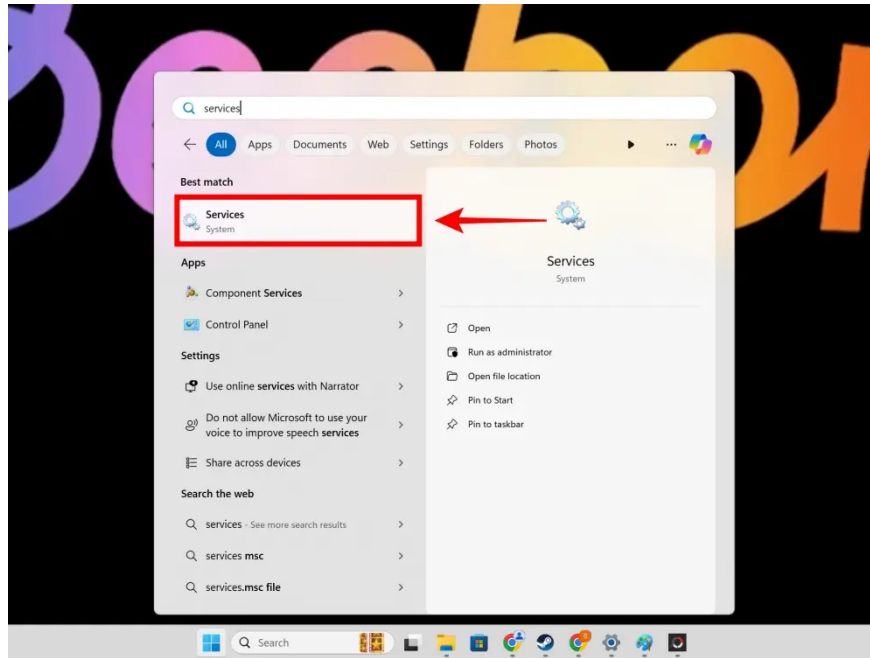 services
All Apps Documents Web Settings Folders Photos
Best match
Services
System
Apps
Component Services
Control Panel
Settings
Use online services with Narrator
Do not allow Microsoft to use your
voice to improve speech services
Share across devices
Search the web
services - See more search results
services msc
services.msc file
Services
System
Open
Run as administrator
Open file location
Pin to Start
Pin to taskbar
Search